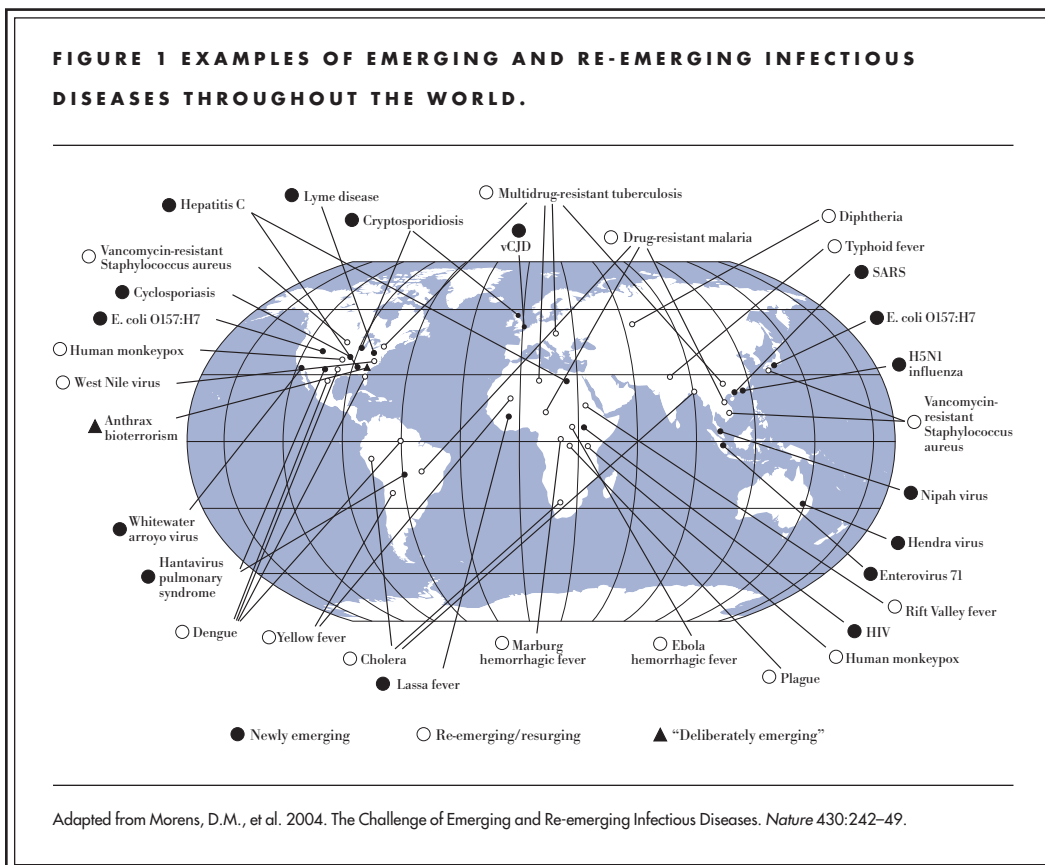 FIGURE 1 EXAMPLES OF EMERGING AND RE-EMERGING INFECTIOUS
DISEASES THROUGHOUT THE WORLD.
Hepatitis C
Lyme disease
Cryptosporidiosis
Multidrug-resistant tuberculosis
vCJD
Drug-resistant malaria
Diphtheria
Typhoid fever
SARS
Vancomycin-resistant
Staphylococcus aureus
Cyclosporiasis
E. coli O157:H7
Human monkeypox
West Nile virus
Anthrax
bioterrorism
E. coli O157:H7
H5N1
influenza
Vancomycin-
resistant
Staphylococcus
aureus
Nipah virus
Hendra virus
Enterovirus 71
Rift Valley fever
HIV
Human monkeypox
Plague
Whitewater
arroyo virus
Hantavirus
pulmonary
syndrome
Dengue
Yellow fever
Cholera
Lassa fever
Marburg
hemorrhagic fever
Ebola
hemorrhagic fever
Newly emerging
Re-emerging/resurging
“Deliberately emerging”
Adapted from Morens, D.M., et al. 2004. The Challenge of Emerging and Re-emerging Infectious Diseases. Nature 430:242–49.